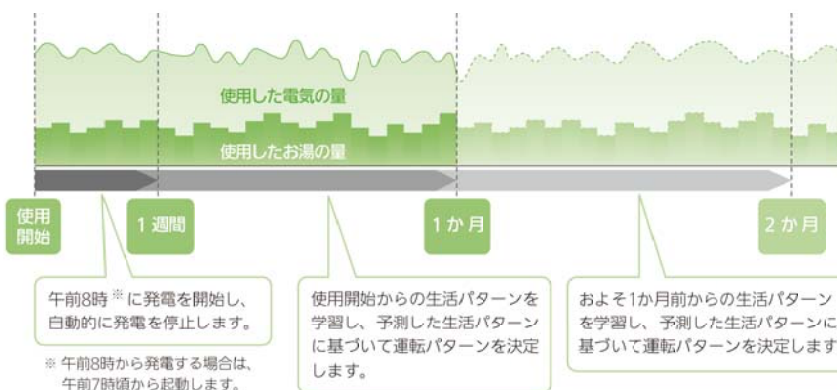 使用した電気の量
使用したお湯の量
使用
開始
1週間
1か月
2か月
午前8時※に発電を開始し、
自動的に発電を停止します。
※ 午前8時から発電する場合は、
午前7時頃から起動します。
使用開始からの生活パターンを
学習し、予測した生活パターン
に基づいて運転パターンを決定
します。
およそ1か月前からの生活パターン
を学習し、予測した生活パターンに
基づいて運転パターンを決定します